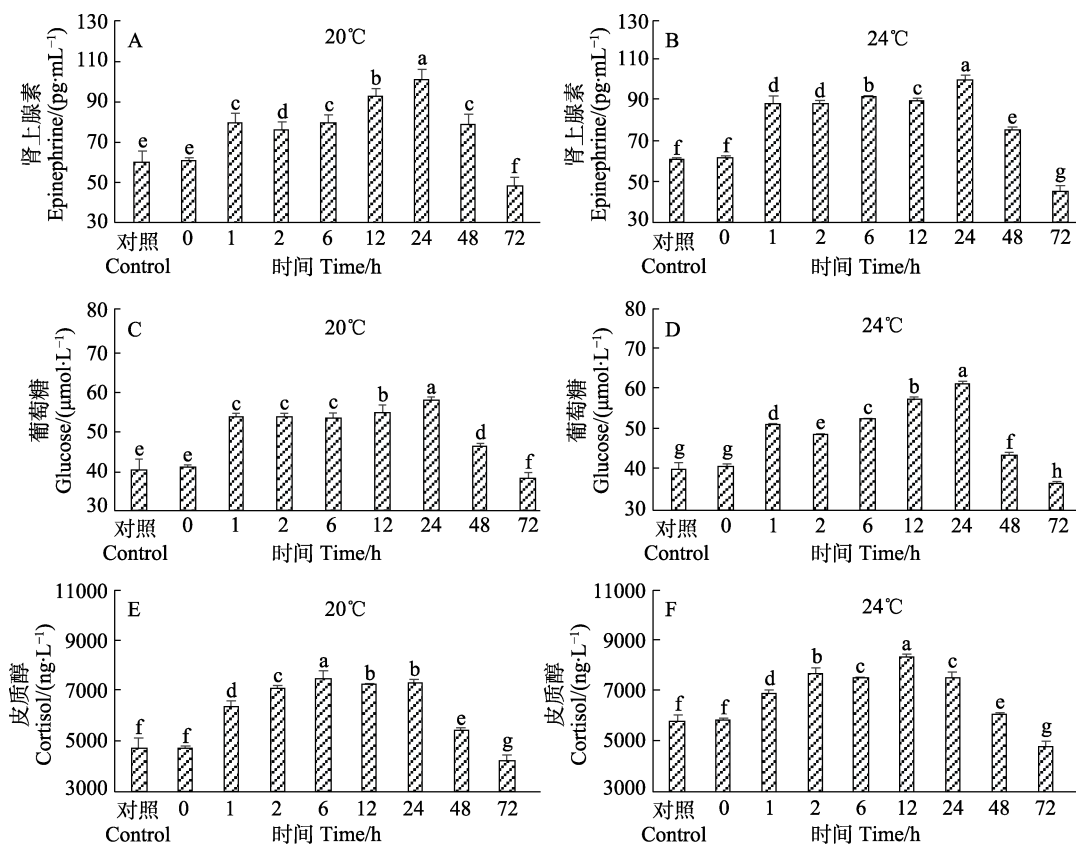 肾上腺素
Epinephrine/(pg·mL⁻¹)
130
110
90
70
50
30
A
20℃
e e c d c b a c f
对照 0 1 2 6 12 24 48 72
Control
时间 Time/h
肾上腺素
Epinephrine/(pg·mL⁻¹)
130
110
90
70
50
30
B
24℃
f f d d b c a e g
对照 0 1 2 6 12 24 48 72
Control
时间 Time/h
葡萄糖
Glucose/(μmol·L⁻¹)
80
70
60
50
40
30
C
20℃
e e c c c b a d f
对照 0 1 2 6 12 24 48 72
Control
时间 Time/h
葡萄糖
Glucose/(μmol·L⁻¹)
80
70
60
50
40
30
D
24℃
g g d e c b a f h
对照 0 1 2 6 12 24 48 72
Control
时间 Time/h
皮质醇
Cortisol/(ng·L⁻¹)
11000
9000
7000
5000
3000
E
20℃
f f d c a b b e g
对照 0 1 2 6 12 24 48 72
Control
时间 Time/h
皮质醇
Cortisol/(ng·L⁻¹)
11000
9000
7000
5000
3000
F
24℃
f f d b c a c e g
对照 0 1 2 6 12 24 48 72
Control
时间 Time/h